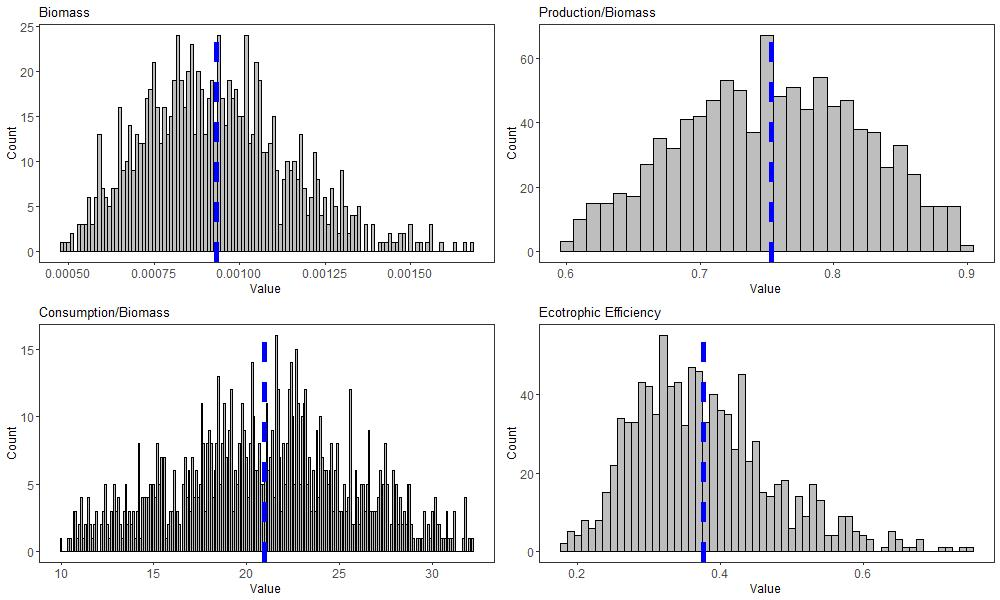 Biomass
25
20
15
10
5
0
Count
0.00050 0.00075 0.00100 0.00125 0.00150
Value
Production/Biomass
60
40
20
0
Count
0.6 0.7 0.8 0.9
Value
Consumption/Biomass
15
10
5
0
Count
10 15 20 25 30
Value
Ecotrophic Efficiency
40
20
0
Count
0.2 0.4 0.6
Value